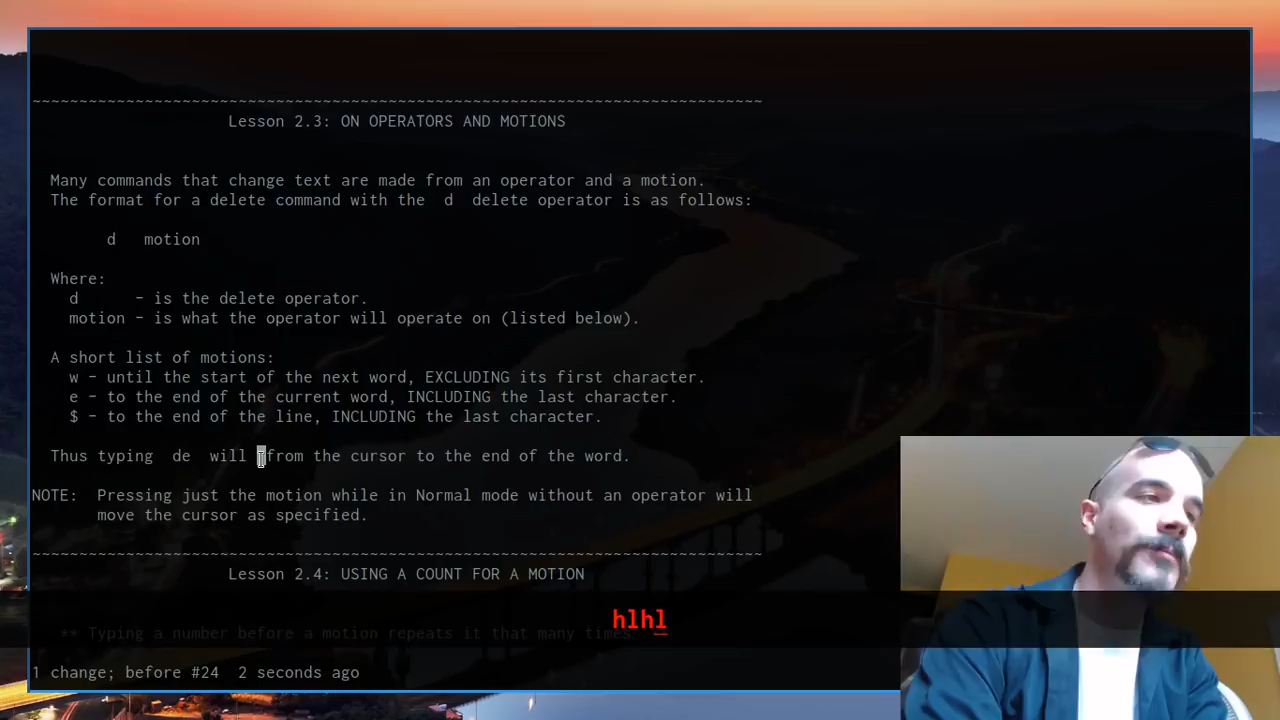 ~~~~~~~~~~~~~~~~~~~~~~~~~~~~~~~~~~~~~~~~~~~~~~~~~~~~~~~~~~~~~~~~~~~~~~~~~~~~~~
Lesson 2.3: ON OPERATORS AND MOTIONS
Many commands that change text are made from an operator and a motion.
The format for a delete command with the  d  delete operator is as follows:
d   motion
Where:
d      - is the delete operator.
motion - is what the operator will operate on (listed below).
A short list of motions:
w - until the start of the next word, EXCLUDING its first character.
e - to the end of the current word, INCLUDING the last character.
$ - to the end of the line, INCLUDING the last character.
Thus typing  de  will  from the cursor to the end of the word.
NOTE:  Pressing just the motion while in Normal mode without an operator will
move the cursor as specified.
~~~~~~~~~~~~~~~~~~~~~~~~~~~~~~~~~~~~~~~~~~~~~~~~~~~~~~~~~~~~~~~~~~~~~~~~~~~~~~
Lesson 2.4: USING A COUNT FOR A MOTION
hlhl
** Typing a number before a motion repeats it that many times
1 change; before #24  2 seconds ago